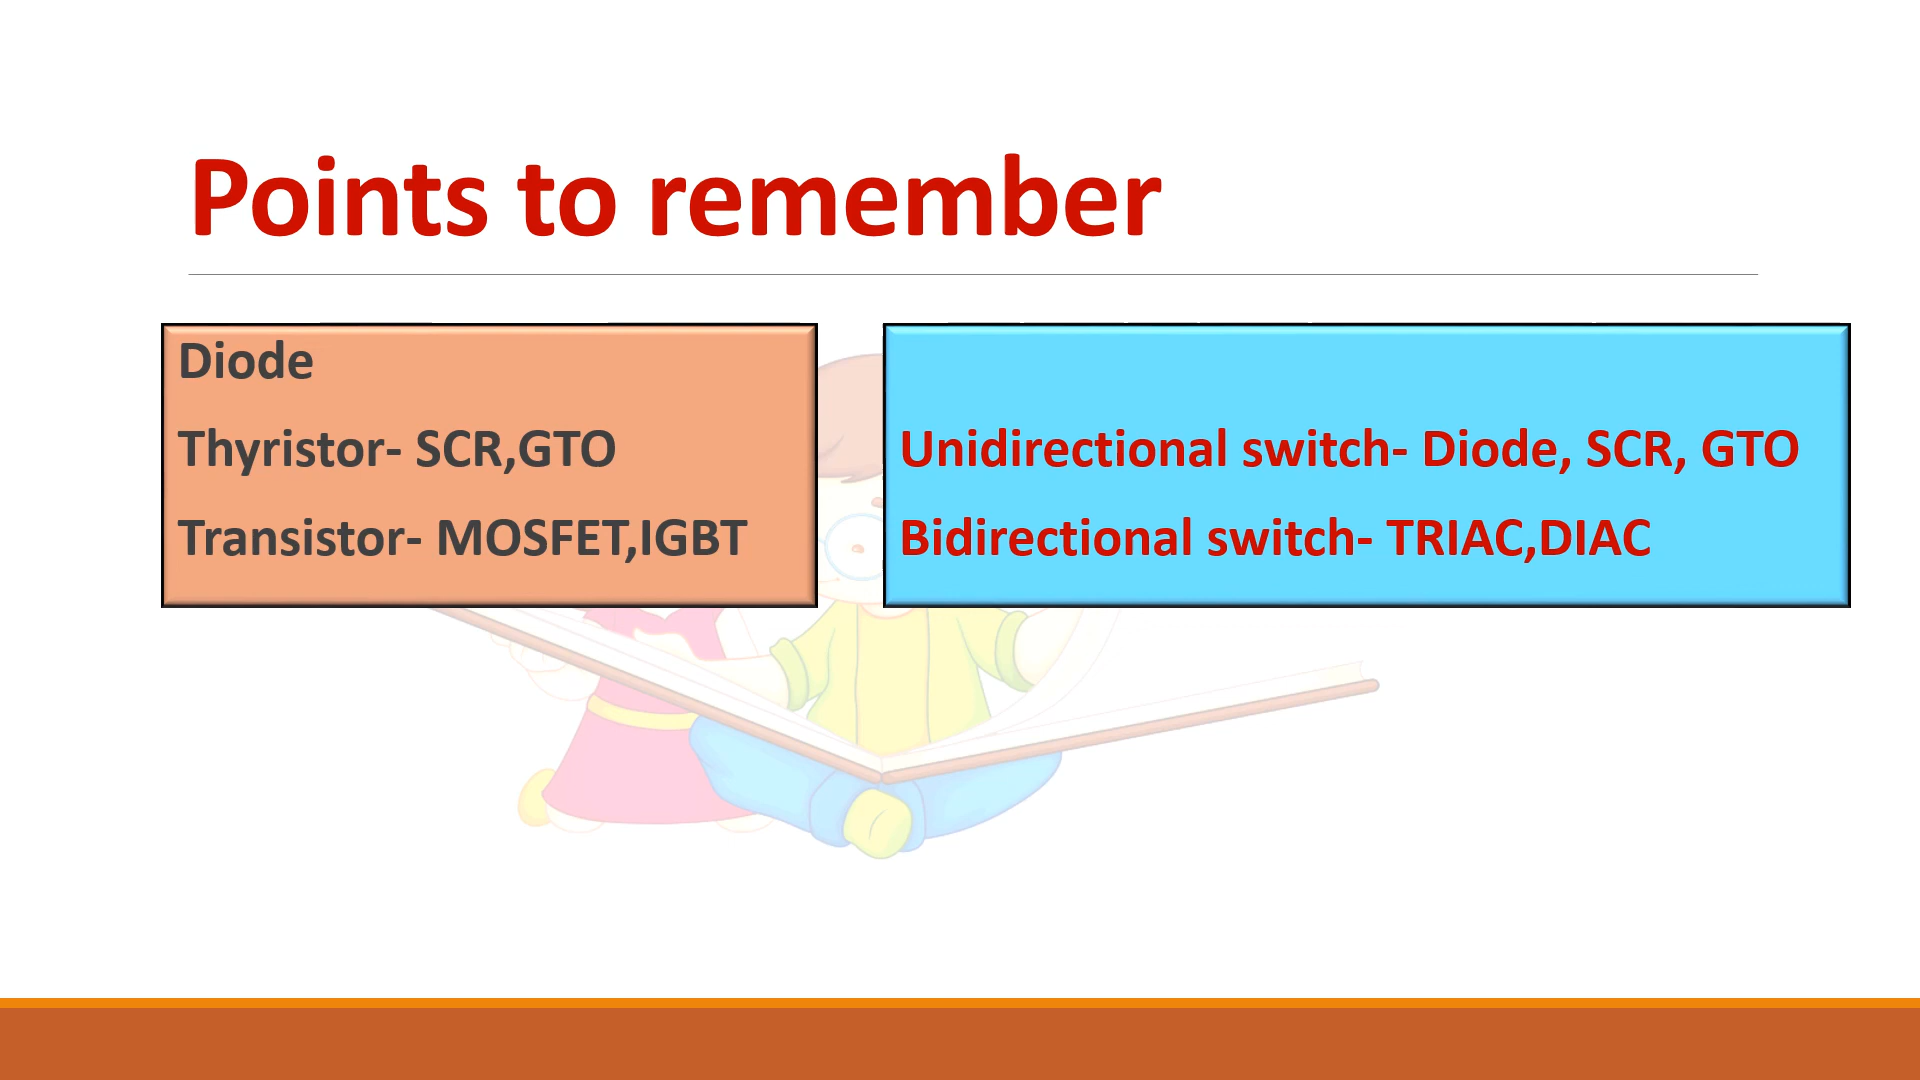 Points to remember
Diode
Thyristor- SCR,GTO
Transistor- MOSFET,IGBT
Unidirectional switch- Diode, SCR, GTO
Bidirectional switch- TRIAC,DIAC